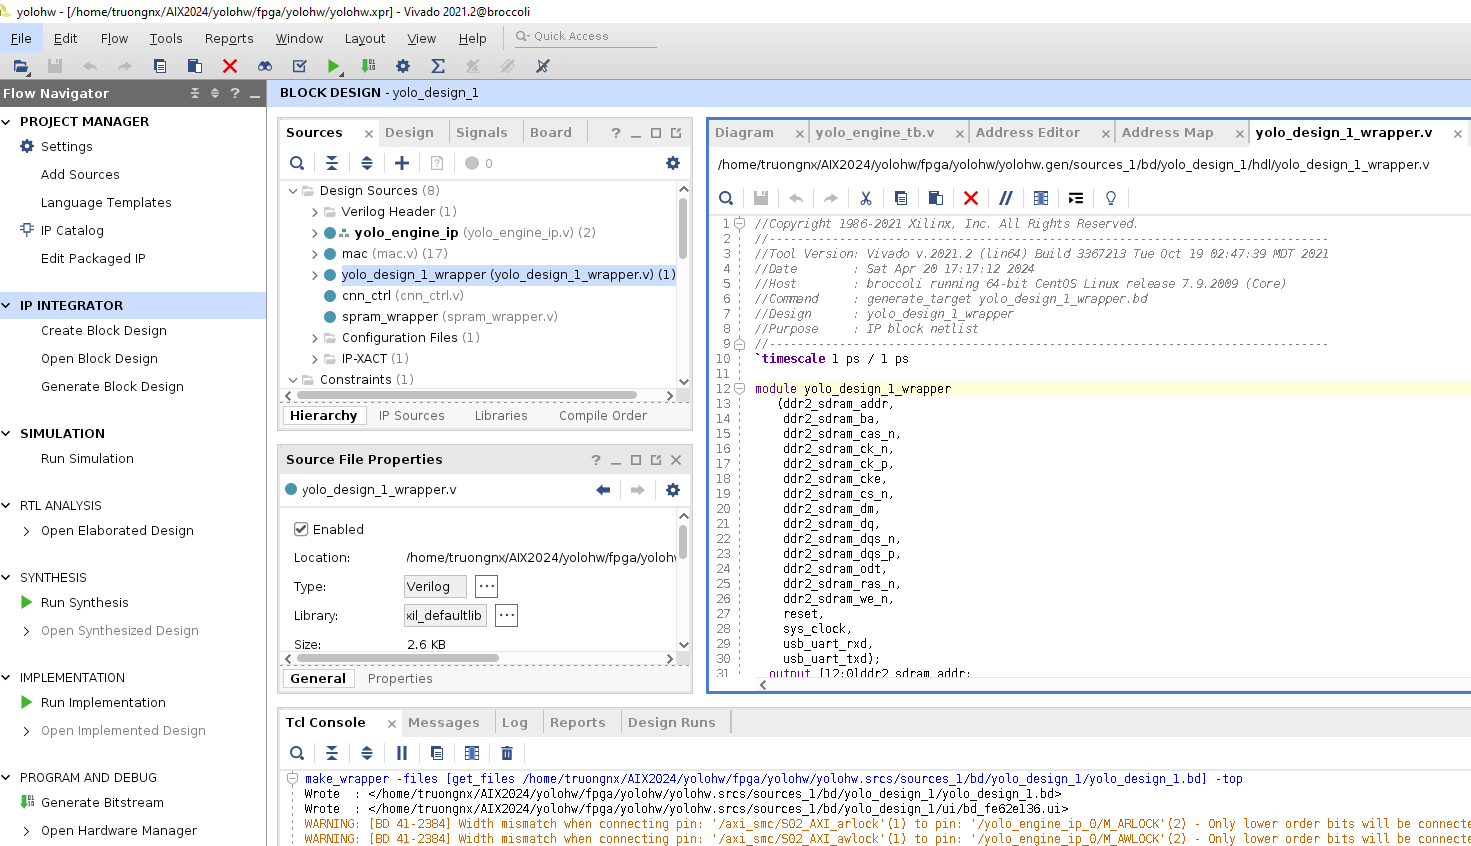 yolohw - [/home/truongnx/AIX2024/yolohw/fpga/yolohw/yolohw.xpr] - Vivado 2021.2@broccoli
File Edit Flow Tools Reports Window Layout View Help Quick Access
Flow Navigator
PROJECT MANAGER
Settings
Add Sources
Language Templates
IP Catalog
Edit Packaged IP
IP INTEGRATOR
Create Block Design
Open Block Design
Generate Block Design
SIMULATION
Run Simulation
RTL ANALYSIS
Open Elaborated Design
SYNTHESIS
Run Synthesis
Open Synthesized Design
IMPLEMENTATION
Run Implementation
Open Implemented Design
PROGRAM AND DEBUG
Generate Bitstream
Open Hardware Manager
BLOCK DESIGN - yolo_design_1
Sources Design Signals Board
0
Design Sources (8)
Verilog Header (1)
yolo_engine_ip (yolo_engine_ip.v) (2)
mac (mac.v) (17)
yolo_design_1_wrapper (yolo_design_1_wrapper.v) (1)
cnn_ctrl (cnn_ctrl.v)
spram_wrapper (spram_wrapper.v)
Configuration Files (1)
IP-XACT (1)
Constraints (1)
Hierarchy IP Sources Libraries Compile Order
Source File Properties
yolo_design_1_wrapper.v
Enabled
Location: /home/truongnx/AIX2024/yolohw/fpga/yolohw
Type: Verilog
Library: xil_defaultlib
Size: 2.6 KB
General Properties
Diagram yolo_engine_tb.v Address Editor Address Map yolo_design_1_wrapper.v
/home/truongnx/AIX2024/yolohw/fpga/yolohw/yolohw.gen/sources_1/bd/yolo_design_1/hdl/yolo_design_1_wrapper.v
1 //Copyright 1986-2021 Xilinx, Inc. All Rights Reserved.
2 //--------------------------------------------------------------------------------
3 //Tool Version: Vivado v.2021.2 (lin64) Build 3367213 Tue Oct 19 02:47:39 MDT 2021
4 //Date        : Sat Apr 20 17:17:12 2024
5 //Host        : broccoli running 64-bit CentOS Linux release 7.9.2009 (Core)
6 //Command     : generate_target yolo_design_1_wrapper.bd
7 //Design      : yolo_design_1_wrapper
8 //Purpose     : IP block netlist
9 //--------------------------------------------------------------------------------
10 `timescale 1 ps / 1 ps
11
12 module yolo_design_1_wrapper
13 (ddr2_sdram_addr,
14 ddr2_sdram_ba,
15 ddr2_sdram_cas_n,
16 ddr2_sdram_ck_n,
17 ddr2_sdram_ck_p,
18 ddr2_sdram_cke,
19 ddr2_sdram_cs_n,
20 ddr2_sdram_dm,
21 ddr2_sdram_dq,
22 ddr2_sdram_dqs_n,
23 ddr2_sdram_dqs_p,
24 ddr2_sdram_odt,
25 ddr2_sdram_ras_n,
26 ddr2_sdram_we_n,
27 reset,
28 sys_clock,
29 usb_uart_rxd,
30 usb_uart_txd);
31 output [12:0]ddr2_sdram_addr;
Tcl Console Messages Log Reports Design Runs
make_wrapper -files [get_files /home/truongnx/AIX2024/yolohw/fpga/yolohw/yolohw.srcs/sources_1/bd/yolo_design_1/yolo_design_1.bd] -top
Wrote  : </home/truongnx/AIX2024/yolohw/fpga/yolohw/yolohw.srcs/sources_1/bd/yolo_design_1/yolo_design_1.bd>
Wrote  : </home/truongnx/AIX2024/yolohw/fpga/yolohw/yolohw.srcs/sources_1/bd/yolo_design_1/ui/bd_fe62e136.ui>
WARNING: [BD 41-2384] Width mismatch when connecting pin: '/axi_smc/S02_AXI_arlock'(1) to pin: '/yolo_engine_ip_0/M_ARLOCK'(2) - Only lower order bits will be connecte
WARNING: [BD 41-2384] Width mismatch when connecting pin: '/axi_smc/S02_AXI_awlock'(1) to pin: '/yolo_engine_ip_0/M_AWLOCK'(2) - Only lower order bits will be connecte